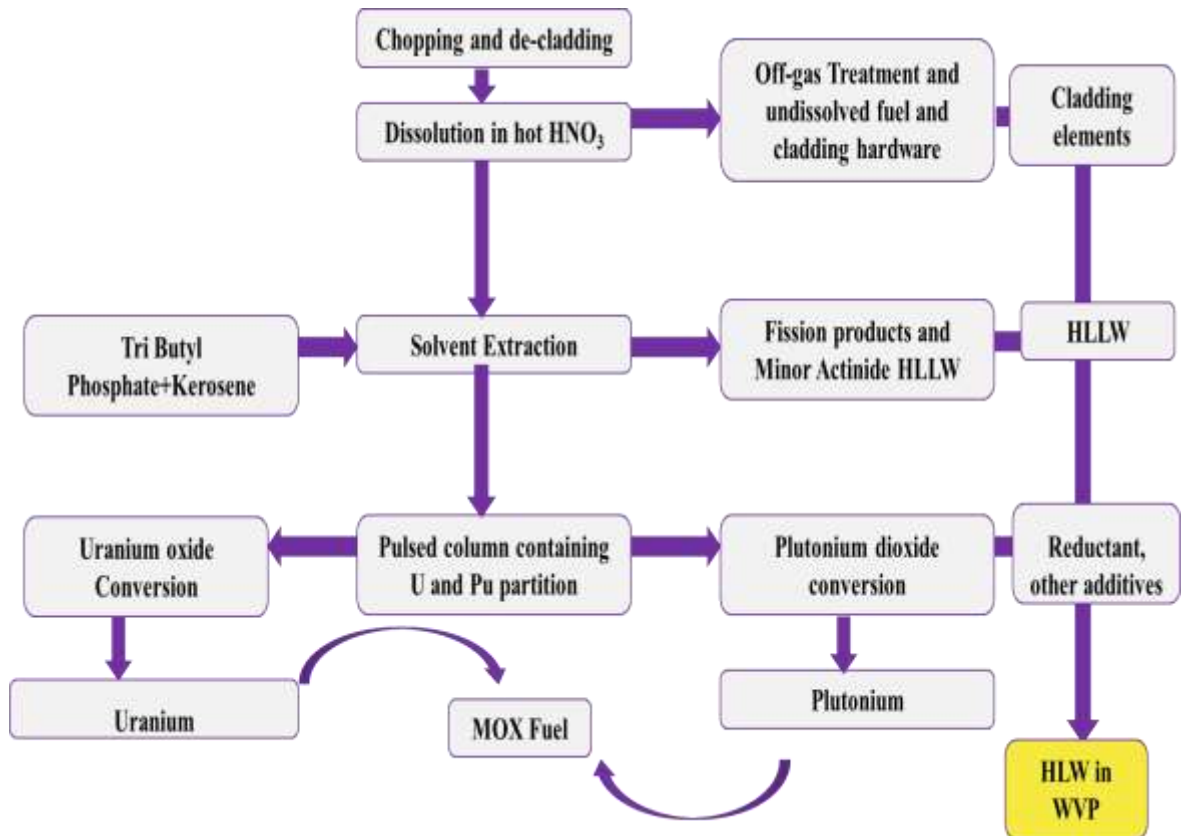 Chopping and de-cladding
Off-gas Treatment and
undissolved fuel and
cladding hardware
Cladding
elements
Dissolution in hot HNO₃
Tri Butyl
Phosphate+Kerosene
Solvent Extraction
Fission products and
Minor Actinide HLLW
HLLW
Uranium oxide
Conversion
Pulsed column containing
U and Pu partition
Plutonium dioxide
conversion
Reductant,
other additives
Uranium
MOX Fuel
Plutonium
HLW in
WVP